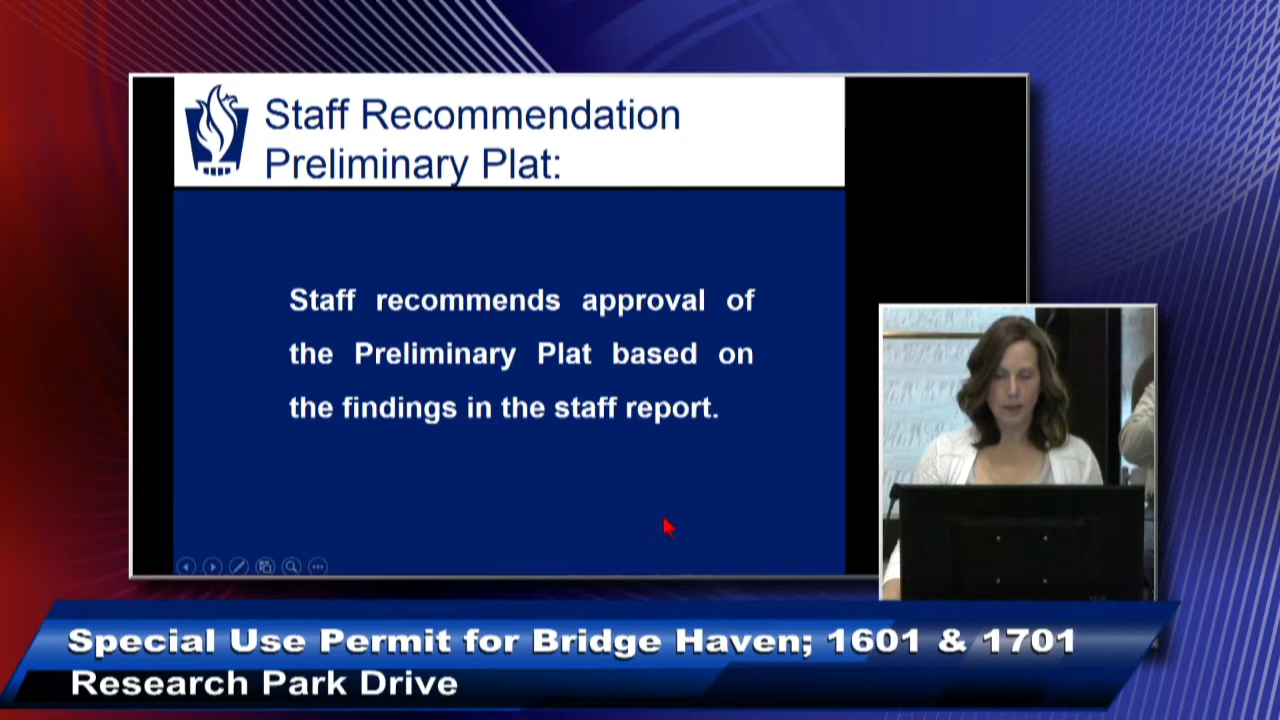 Staff Recommendation
Preliminary Plat:
Staff recommends approval of
the Preliminary Plat based on
the findings in the staff report.
Special Use Permit for Bridge Haven; 1601 & 1701
Research Park Drive